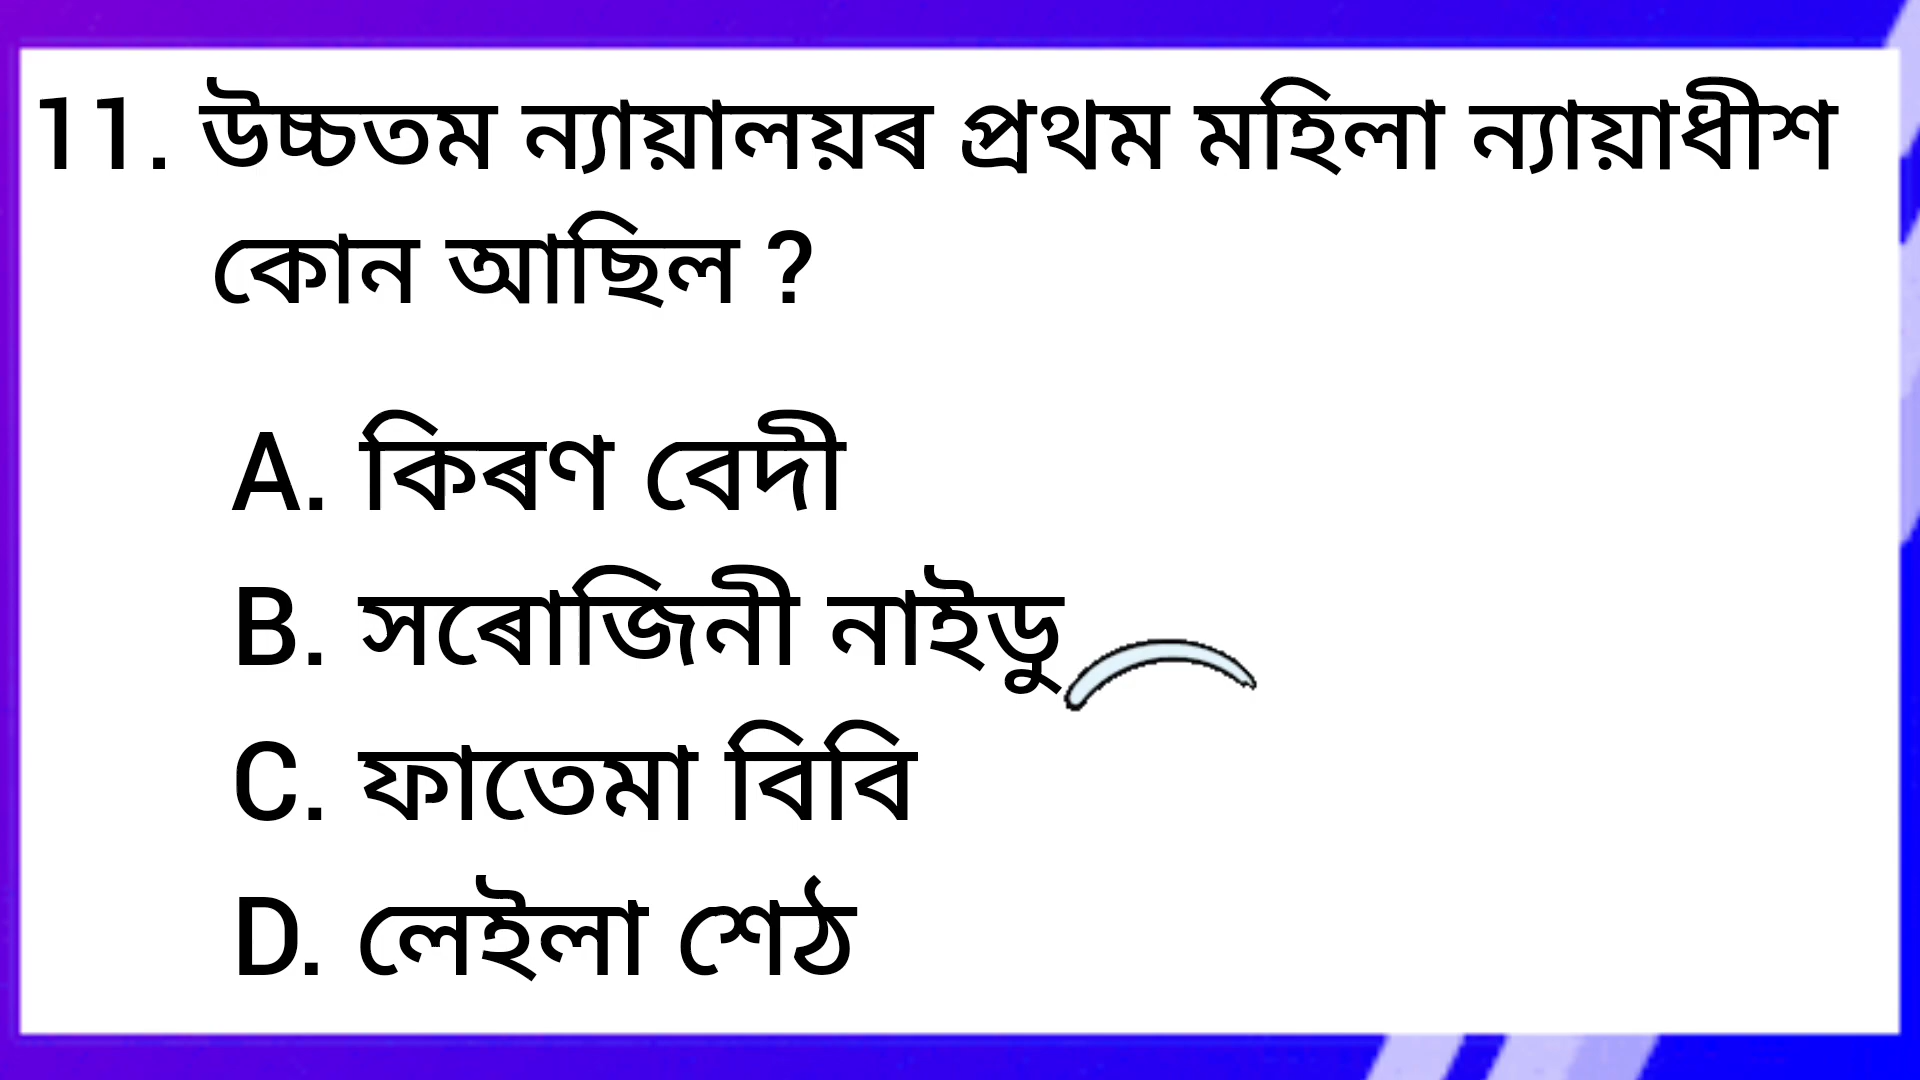 11. উচ্চতম ন্যায়ালয়ৰ প্ৰথম মহিলা ন্যায়াধীশ
কোন আছিল ?
A. কিৰণ বেদী
B. সৰোজিনী নাইডু
C. ফাতেমা বিবি
D. লেইলা শেঠ